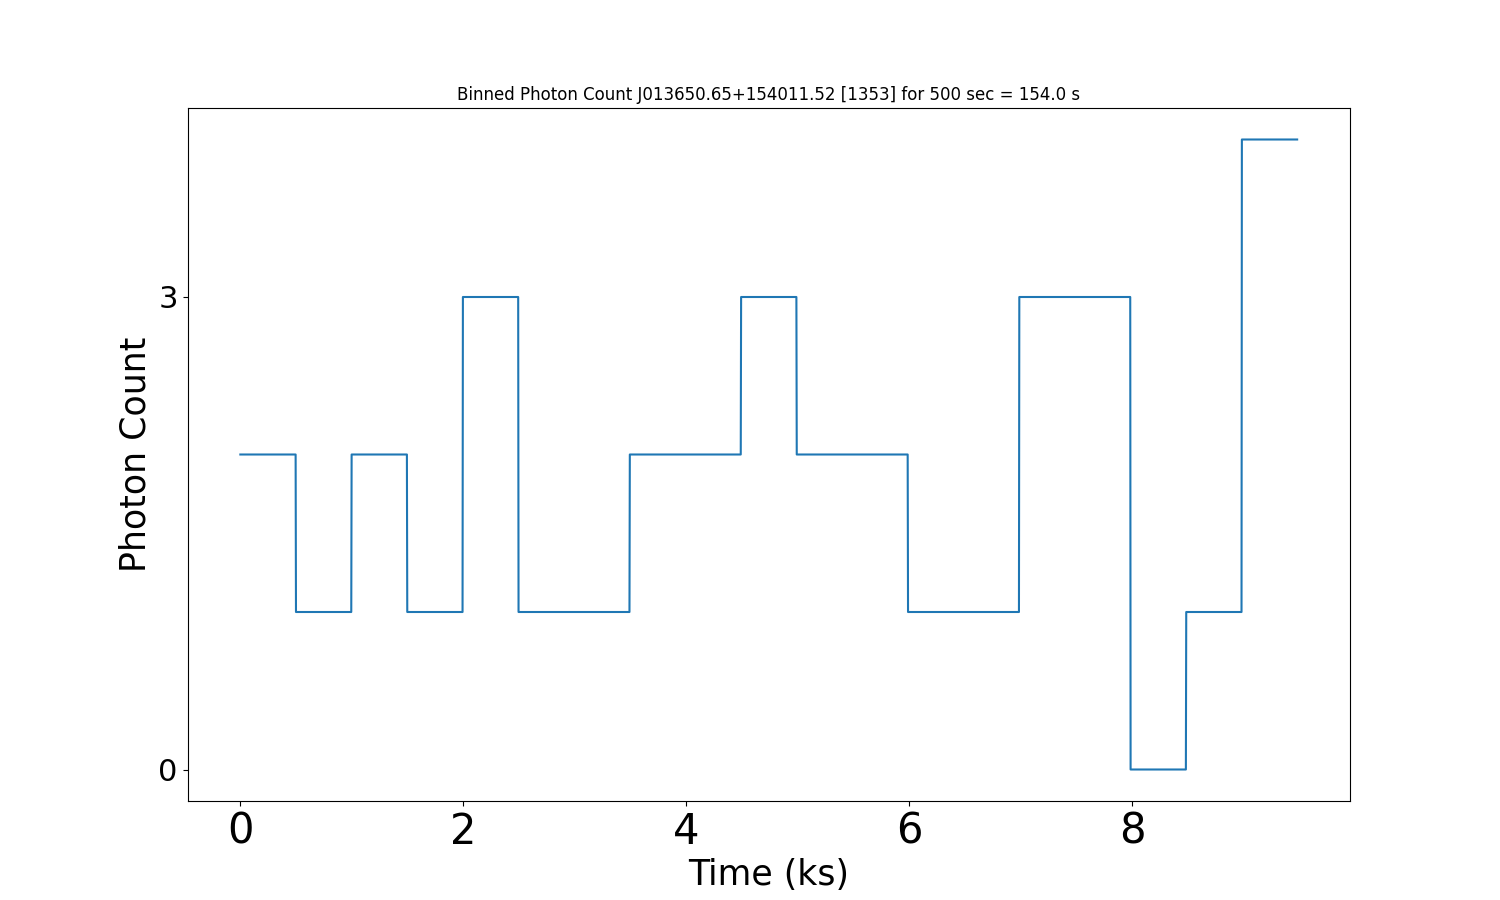 Binned Photon Count J013650.65+154011.52 [1353] for 500 sec = 154.0 s
Photon Count
3
0
0 2 4 6 8
Time (ks)